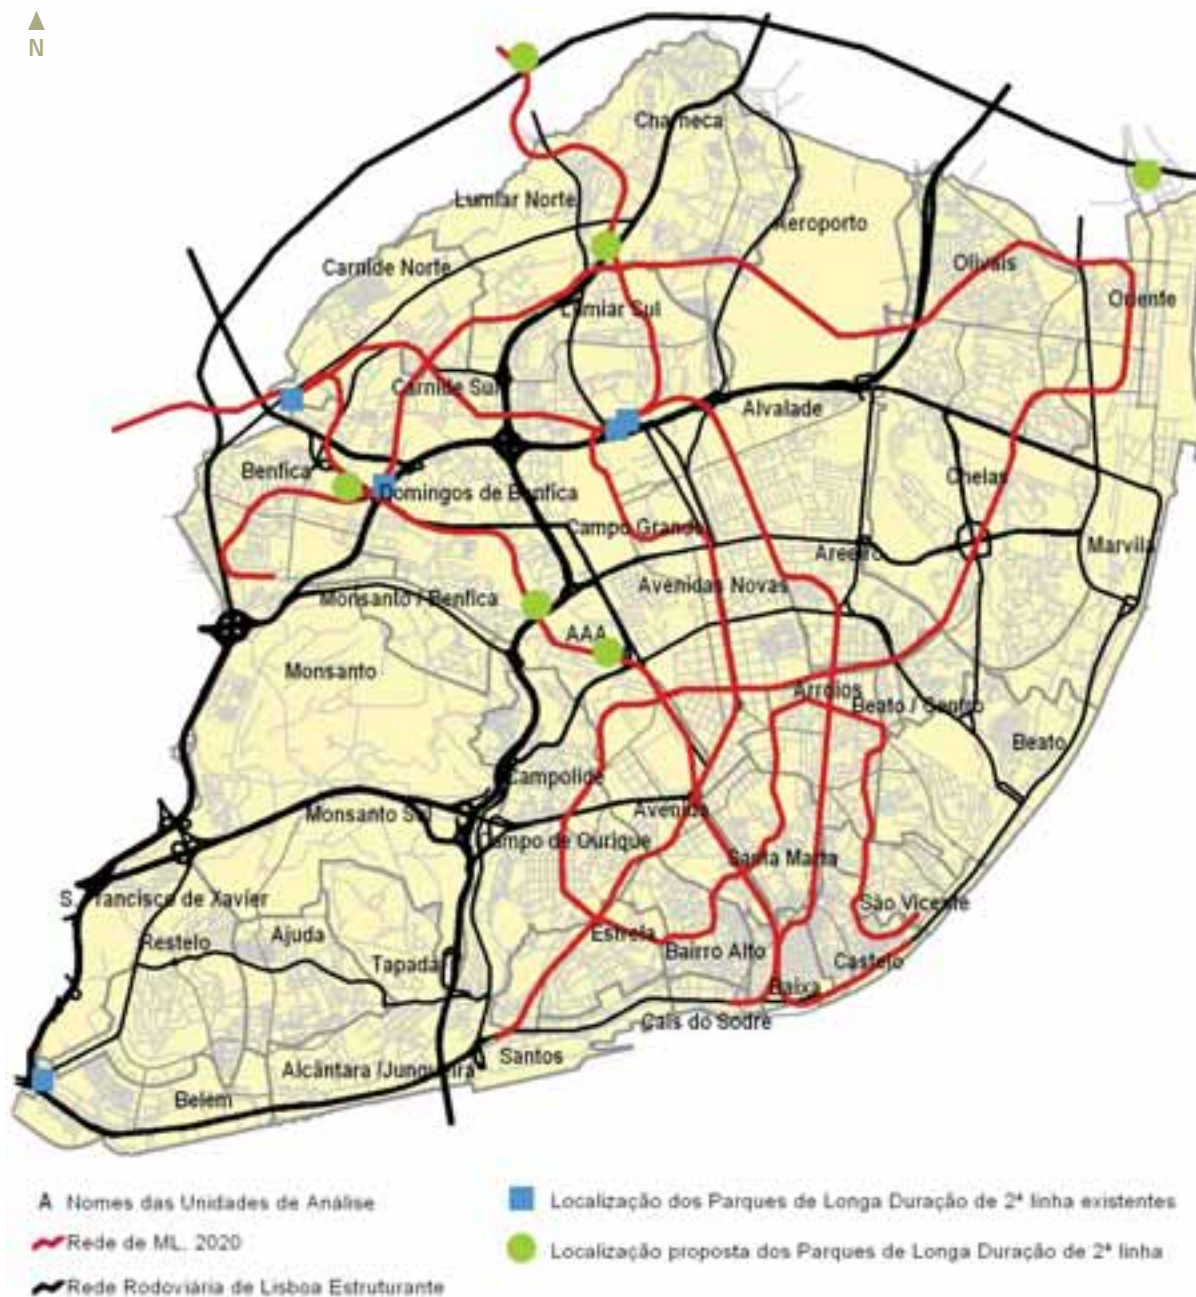 N
Charneca
Lumiar Norte
Aeroporto
Carnide Norte
Olivais
Oriente
Lumiar Sul
Carnide Sul
Alvalade
Benfica
Domingos de Benfica
Chelas
Campo Grande
Areeiro
Marvila
Avenidas Novas
Monsanto / Benfica
AAA
Monsanto
Arroios
Beato / Centro
Beato
Campolide
Avenida
Monsanto Sul
Campo de Ourique
Santa Marta
S. Francisco de Xavier
São Vicente
Restelo
Ajuda
Estrela
Bairro Alto
Tapada
Castelo
Baixa
Cais do Sodré
Santos
Alcântara /Junqueira
Belém
A Nomes das Unidades de Análise
Rede de ML. 2020
Rede Rodoviária de Lisboa Estruturante
Localização dos Parques de Longa Duração de 2ª linha existentes
Localização proposta dos Parques de Longa Duração de 2ª linha